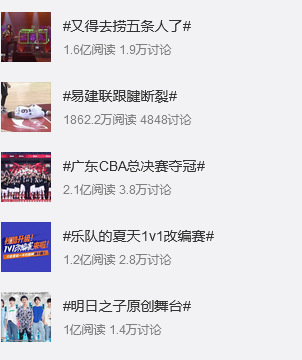 #又得去捞五条人了#
1.6亿阅读 1.9万讨论
#易建联跟腱断裂#
1862.2万阅读 4848讨论
#广东CBA总决赛夺冠#
2.1亿阅读 3.8万讨论
#乐队的夏天1v1改编赛#
1.2亿阅读 2.8万讨论
#明日之子原创舞台#
1亿阅读 1.4万讨论